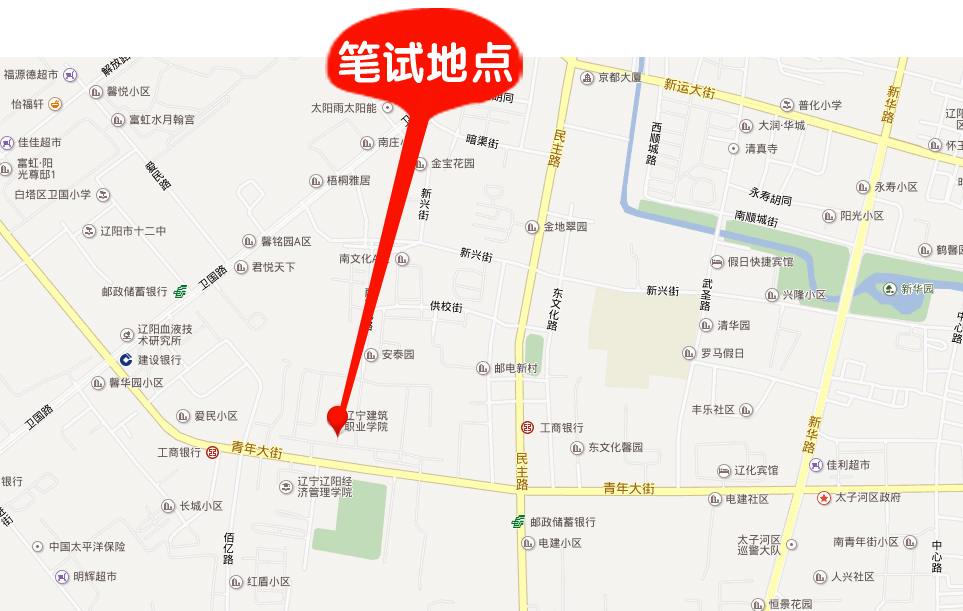 笔试地点
福源德超市
解放路
馨悦小区
怡福轩
富虹水月翰宫
太阳雨太阳能
胡同
京都大厦
新运大街
新华路
普化小学
大润·华城
清真寺
西顺城路
民主路
佳佳超市
富虹·阳
光尊邸1
爱民路
南庄小
暗渠街
金宝花园
白塔区卫国小学
梧桐雅居
新兴街
永寿胡同
永寿小区
南顺城街
阳光小区
辽阳市十二中
馨铭园A区
金地翠园
鹤馨园
君悦天下
南文化A
新兴街
假日快捷宾馆
卫国路
邮政储蓄银行
供校街
东文化路
新兴街
武圣路
兴隆小区
新华园
辽阳血液技
术研究所
清华园
中心路
建设银行
安泰园
罗马假日
馨华园小区
邮电新村
卫国路
爱民小区
辽宁建筑
职业学院
丰乐社区
工商银行
新华路
工商银行
青年大街
东文化馨园
民主路
佳利超市
辽化宾馆
银行
辽宁辽阳经
济管理学院
青年大街
电建社区
太子河区政府
长城小区
邮政储蓄银行
佰亿路
中国太平洋保险
电建小区
太子河区
巡警大队
南青年街小区
中心路
明辉超市
红盾小区
人兴社区
恒景花园